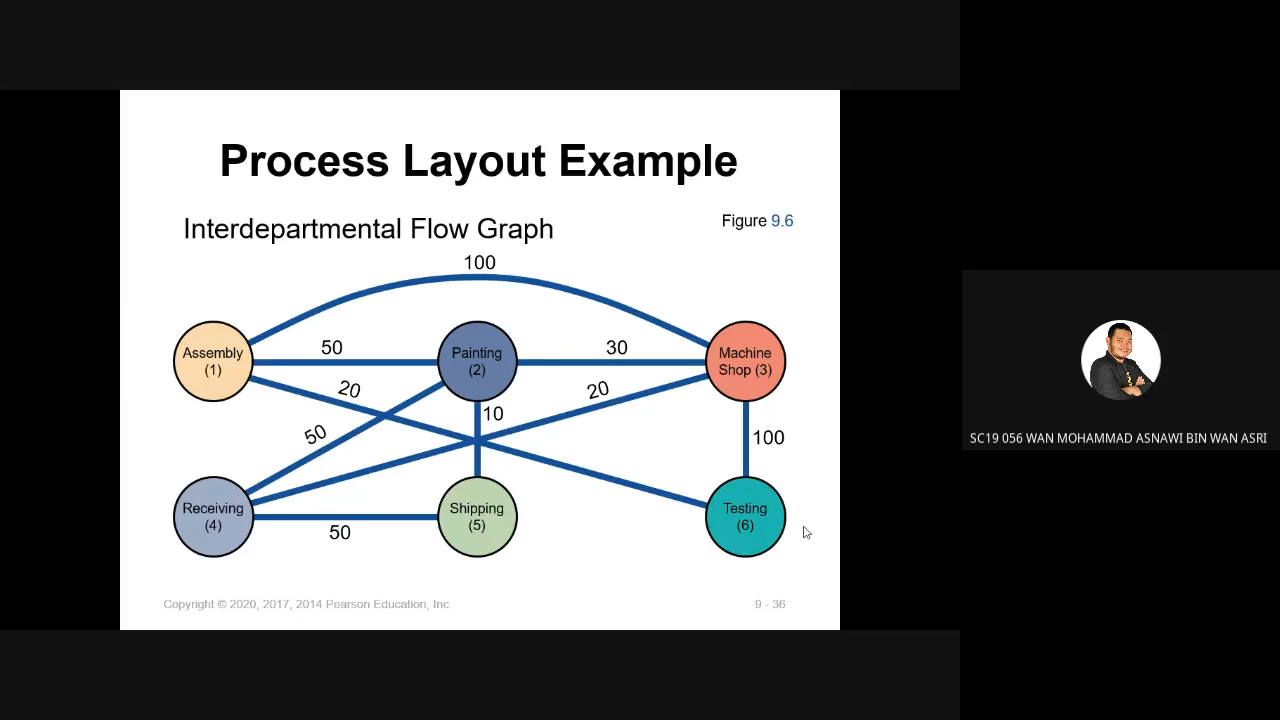 Process Layout Example
Interdepartmental Flow Graph
Figure 9.6
100
Assembly
(1)
50
Painting
(2)
30
Machine
Shop (3)
20
20
10
50
100
SC19 056 WAN MOHAMMAD ASNAWI BIN WAN ASRI
Receiving
(4)
50
Shipping
(5)
Testing
(6)
Copyright © 2020, 2017, 2014 Pearson Education, Inc.
9 - 36